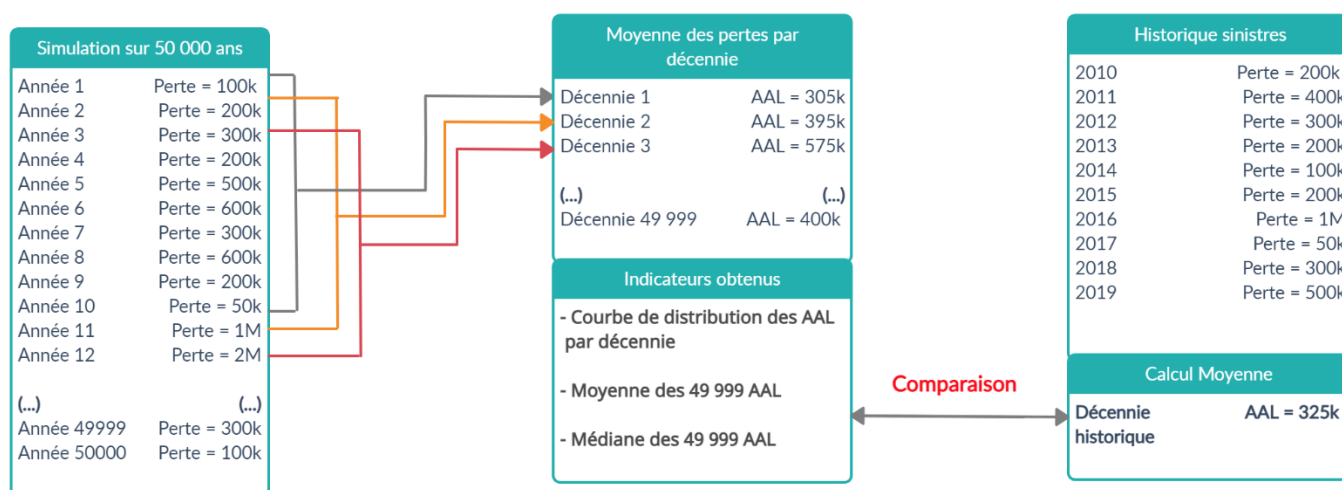 Simulation sur 50 000 ans
Année 1 Perte = 100k
Année 2 Perte = 200k
Année 3 Perte = 300k
Année 4 Perte = 200k
Année 5 Perte = 500k
Année 6 Perte = 600k
Année 7 Perte = 300k
Année 8 Perte = 600k
Année 9 Perte = 200k
Année 10 Perte = 50k
Année 11 Perte = 1M
Année 12 Perte = 2M
(...) (...)
Année 49999 Perte = 300k
Année 50000 Perte = 100k
Moyenne des pertes par
décennie
Décennie 1 AAL = 305k
Décennie 2 AAL = 395k
Décennie 3 AAL = 575k
(...) (...)
Décennie 49 999 AAL = 400k
Indicateurs obtenus
- Courbe de distribution des AAL
par décennie
- Moyenne des 49 999 AAL
- Médiane des 49 999 AAL
Comparaison
Historique sinistres
2010 Perte = 200k
2011 Perte = 400k
2012 Perte = 300k
2013 Perte = 200k
2014 Perte = 100k
2015 Perte = 200k
2016 Perte = 1M
2017 Perte = 50k
2018 Perte = 300k
2019 Perte = 500k
Calcul Moyenne
Décennie AAL = 325k
historique